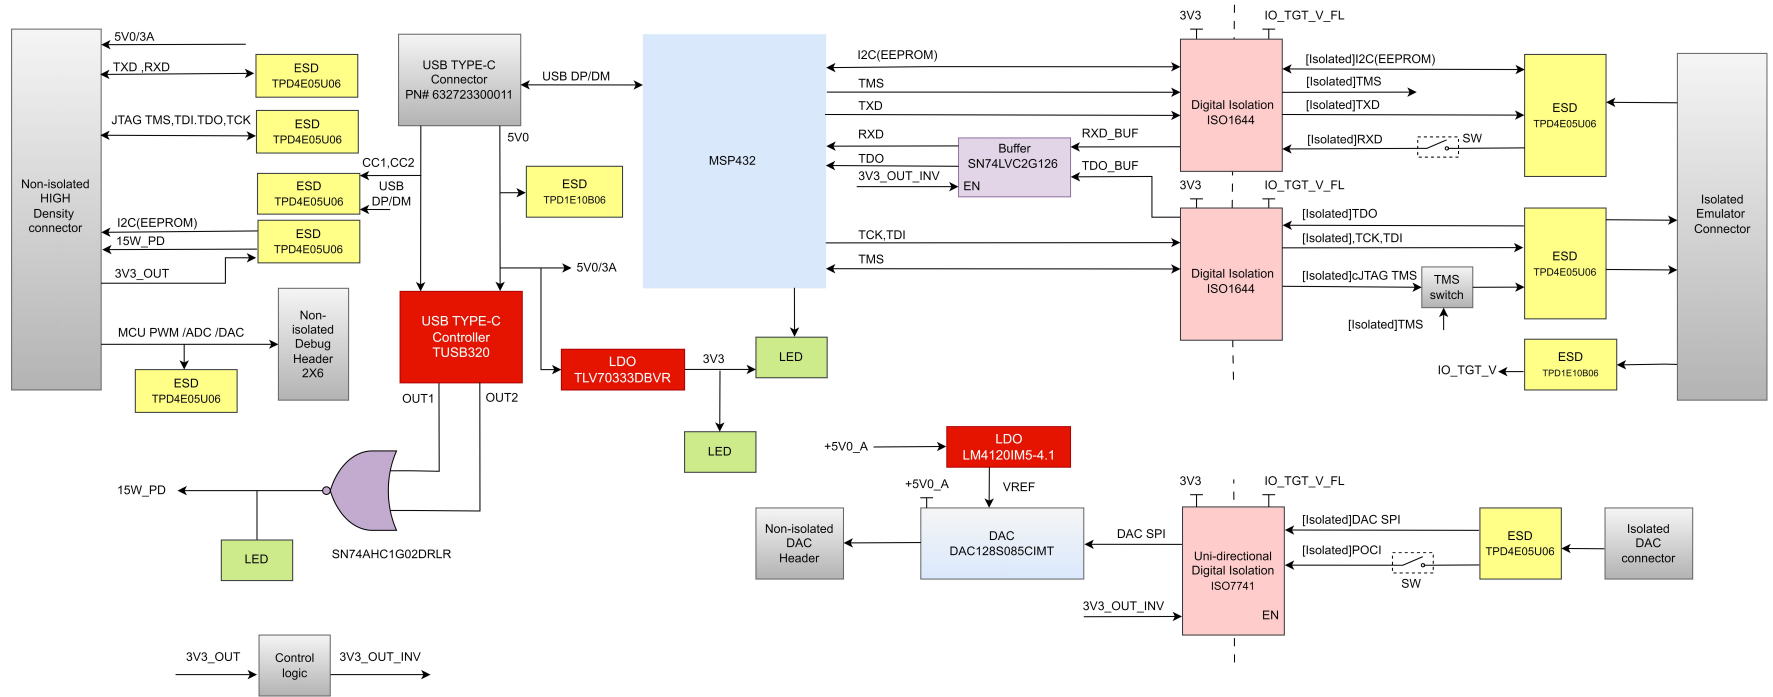 5V0/3A
TXD ,RXD
ESD
TPD4E05U06
JTAG TMS,TDI.TDO,TCK
ESD
TPD4E05U06
CC1,CC2
USB
DP/DM
ESD
TPD4E05U06
I2C(EEPROM)
15W_PD
3V3_OUT
ESD
TPD4E05U06
Non-isolated
HIGH
Density
connector
MCU PWM /ADC /DAC
ESD
TPD4E05U06
Non-
isolated
Debug
Header
2X6
USB TYPE-C
Connector
PN# 632723300011
USB DP/DM
5V0
ESD
TPD1E10B06
5V0/3A
USB TYPE-C
Controller
TUSB320
OUT1
OUT2
LDO
TLV70333DBVR
3V3
LED
LED
15W_PD
LED
SN74AHC1G02DRLR
3V3_OUT
Control
logic
3V3_OUT_INV
MSP432
I2C(EEPROM)
TMS
TXD
RXD
TDO
3V3_OUT_INV
Buffer
SN74LVC2G126
EN
RXD_BUF
TDO_BUF
TCK,TDI
TMS
3V3
IO_TGT_V_FL
Digital Isolation
ISO1644
[Isolated]I2C(EEPROM)
[Isolated]TMS
[Isolated]TXD
[Isolated]RXD
SW
ESD
TPD4E05U06
3V3
IO_TGT_V_FL
Digital Isolation
ISO1644
[Isolated]TDO
[Isolated],TCK,TDI
[Isolated]cJTAG TMS
TMS
switch
[Isolated]TMS
ESD
TPD4E05U06
IO_TGT_V
ESD
TPD1E10B06
Isolated
Emulator
Connector
+5V0_A
LDO
LM4120IM5-4.1
+5V0_A
VREF
Non-isolated
DAC
Header
DAC
DAC128S085CIMT
DAC SPI
3V3_OUT_INV
3V3
IO_TGT_V_FL
Uni-directional
Digital Isolation
ISO7741
EN
[Isolated]DAC SPI
[Isolated]POCI
SW
ESD
TPD4E05U06
Isolated
DAC
connector